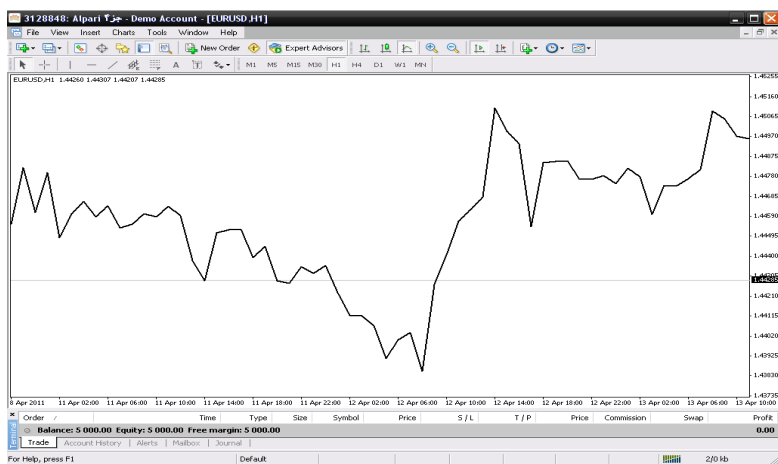 3128848: Alpari - Demo Account - [EURUSD,H1]
File View Insert Charts Tools Window Help
New Order Expert Advisors
A T M1 M5 M15 M30 H1 H4 D1 W1 MN
EURUSD,H1 1.44260 1.44307 1.44207 1.44285
1.45255
1.45160
1.45065
1.44970
1.44875
1.44780
1.44685
1.44590
1.44495
1.44400
1.44285
1.44210
1.44115
1.44020
1.43925
1.43830
1.43735
8 Apr 2011 11 Apr 02:00 11 Apr 06:00 11 Apr 10:00 11 Apr 14:00 11 Apr 18:00 11 Apr 22:00 12 Apr 02:00 12 Apr 06:00 12 Apr 10:00 12 Apr 14:00 12 Apr 18:00 12 Apr 22:00 13 Apr 02:00 13 Apr 06:00 13 Apr 10:00
Order / Time Type Size Symbol Price S / L T / P Price Commission Swap Profit
Balance: 5 000.00 Equity: 5 000.00 Free margin: 5 000.00 0.00
Terminal
Trade | Account History | Alerts | Mailbox | Journal |
For Help, press F1 Default 2/0 kb